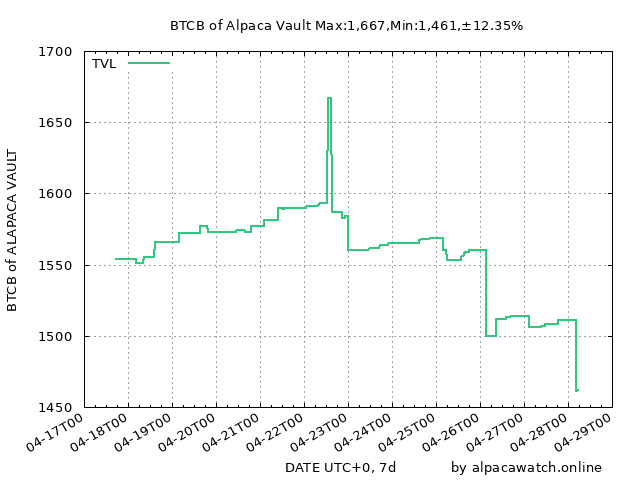 BTCB of Alpaca Vault Max:1,667,Min:1,461,±12.35%
TVL
1700
1650
1600
1550
1500
1450
BTCB of ALAPACA VAULT
04-17T00
04-18T00
04-19T00
04-20T00
04-21T00
04-22T00
04-23T00
04-24T00
04-25T00
04-26T00
04-27T00
04-28T00
04-29T00
DATE UTC+0, 7d
by alpacawatch.online